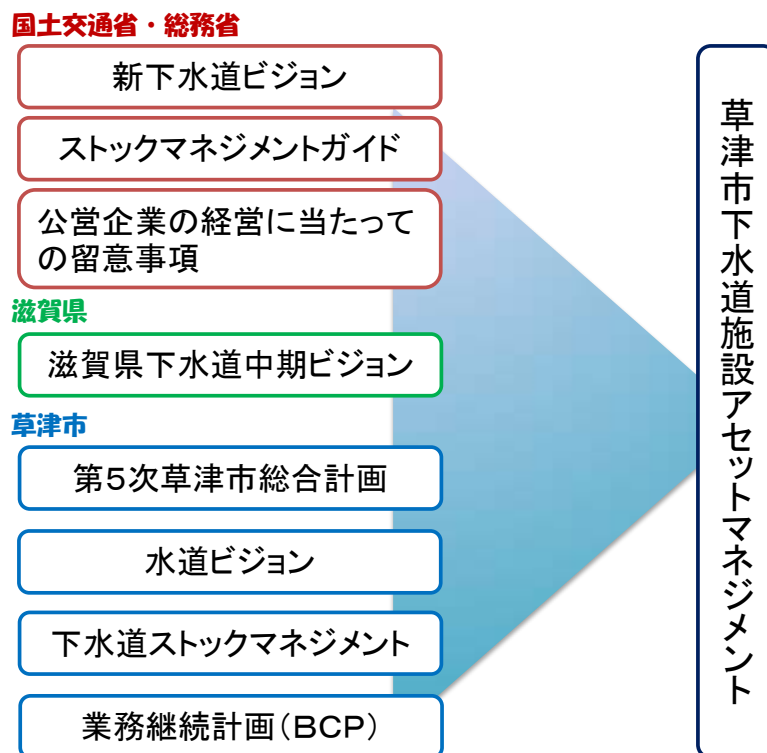 国土交通省・総務省
新下水道ビジョン
ストックマネジメントガイド
公営企業の経営に当たって
の留意事項
滋賀県
滋賀県下水道中期ビジョン
草津市
第5次草津市総合計画
水道ビジョン
下水道ストックマネジメント
業務継続計画(BCP)
草津市下水道施設アセットマネジメント